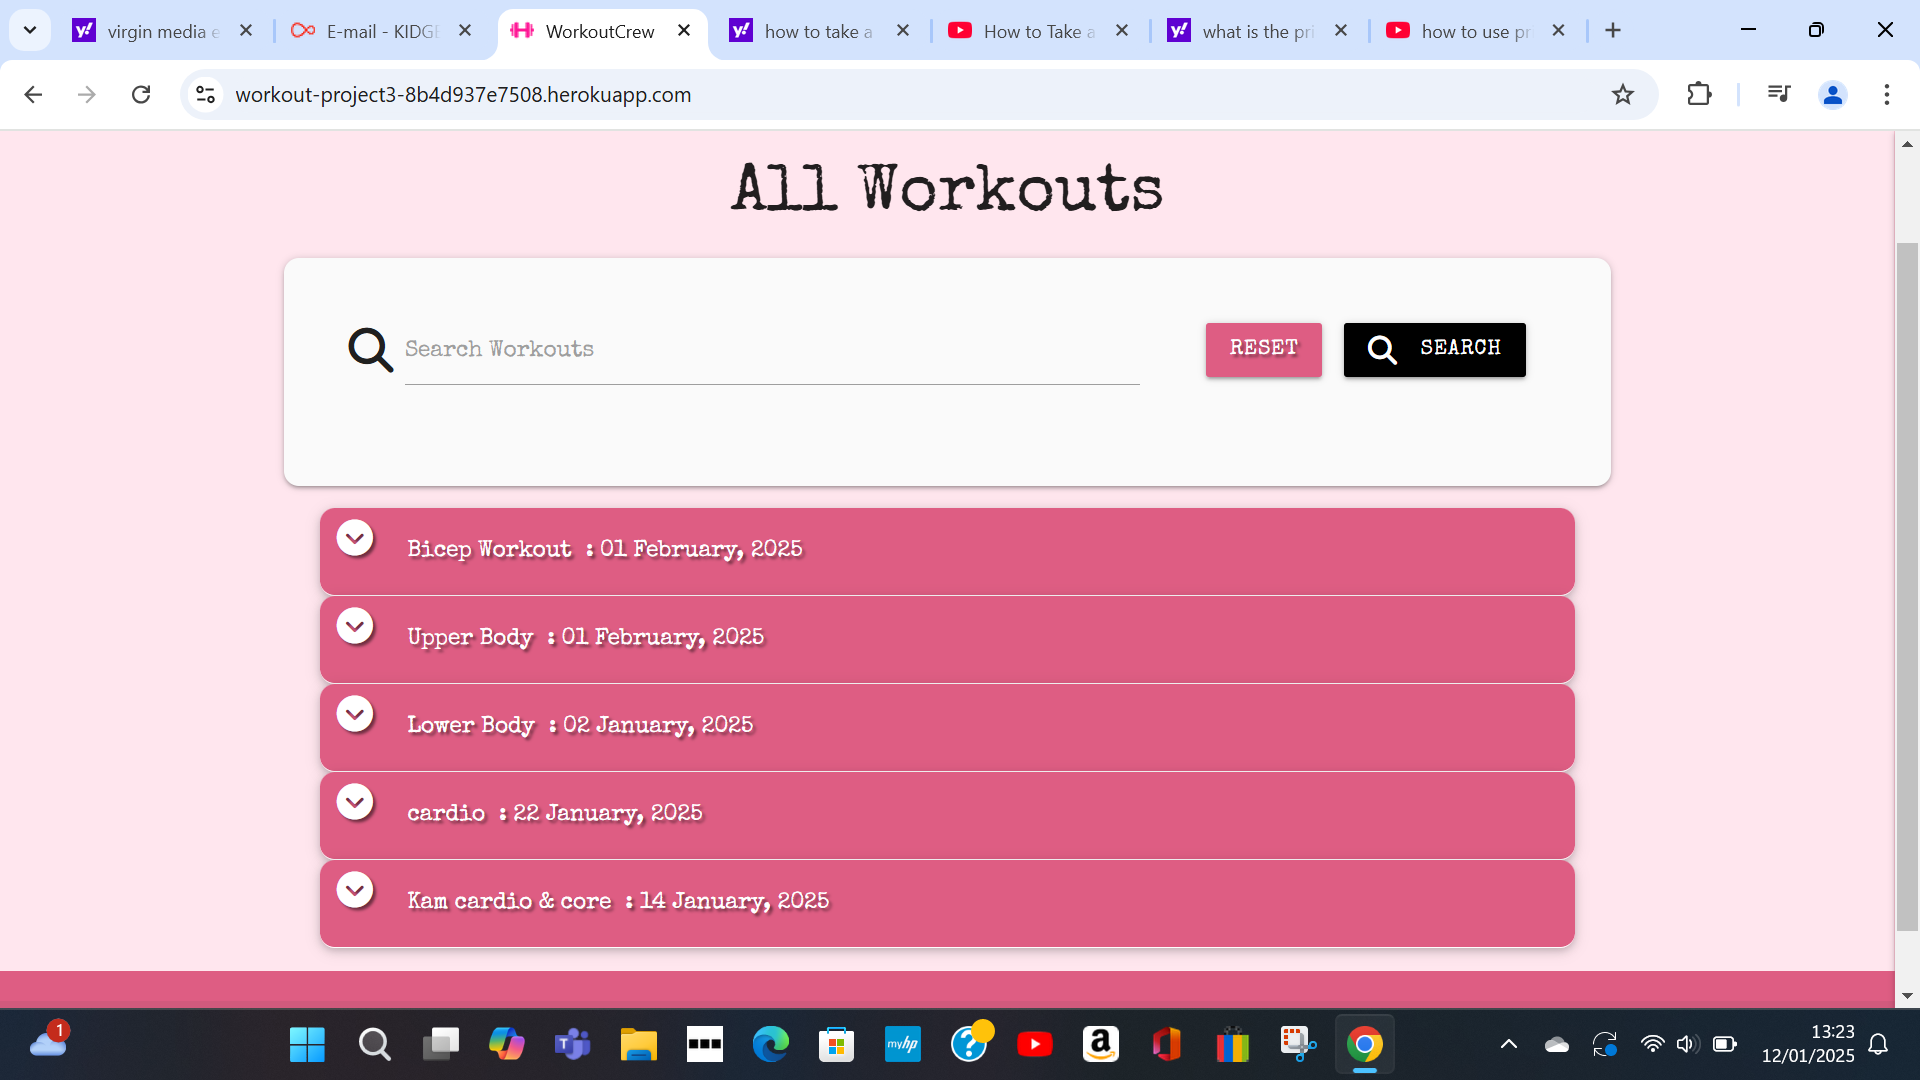 virgin media e
E-mail - KIDGE
WorkoutCrew
how to take a
How to Take a
what is the pri
how to use pr
workout-project3-8b4d937e7508.herokuapp.com
All Workouts
Search Workouts
RESET
SEARCH
Bicep Workout : 01 February, 2025
Upper Body : 01 February, 2025
Lower Body : 02 January, 2025
cardio : 22 January, 2025
Kam cardio & core : 14 January, 2025
1
myhp
13:23
12/01/2025